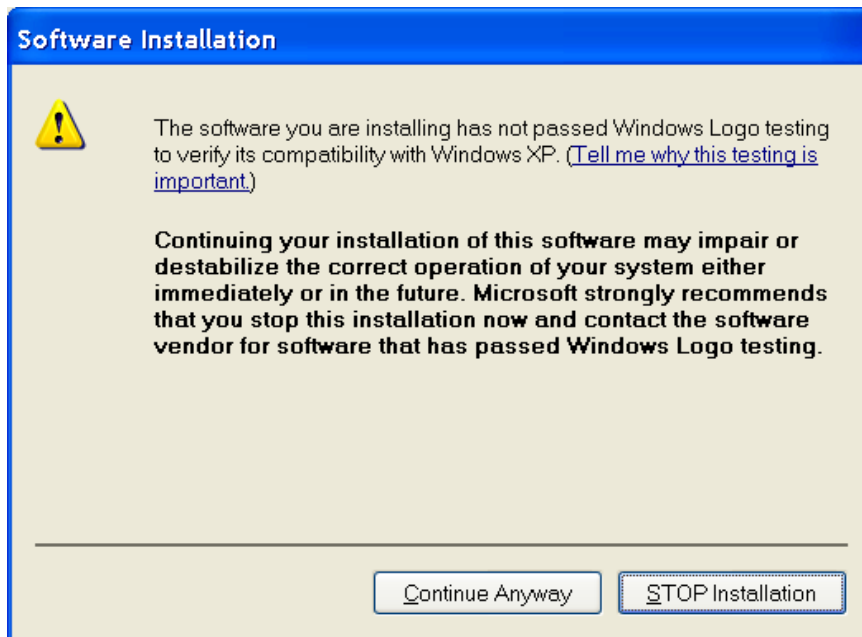 Software Installation
The software you are installing has not passed Windows Logo testing
to verify its compatibility with Windows XP. (Tell me why this testing is
important.)
Continuing your installation of this software may impair or
destabilize the correct operation of your system either
immediately or in the future. Microsoft strongly recommends
that you stop this installation now and contact the software
vendor for software that has passed Windows Logo testing.
Continue Anyway
STOP Installation